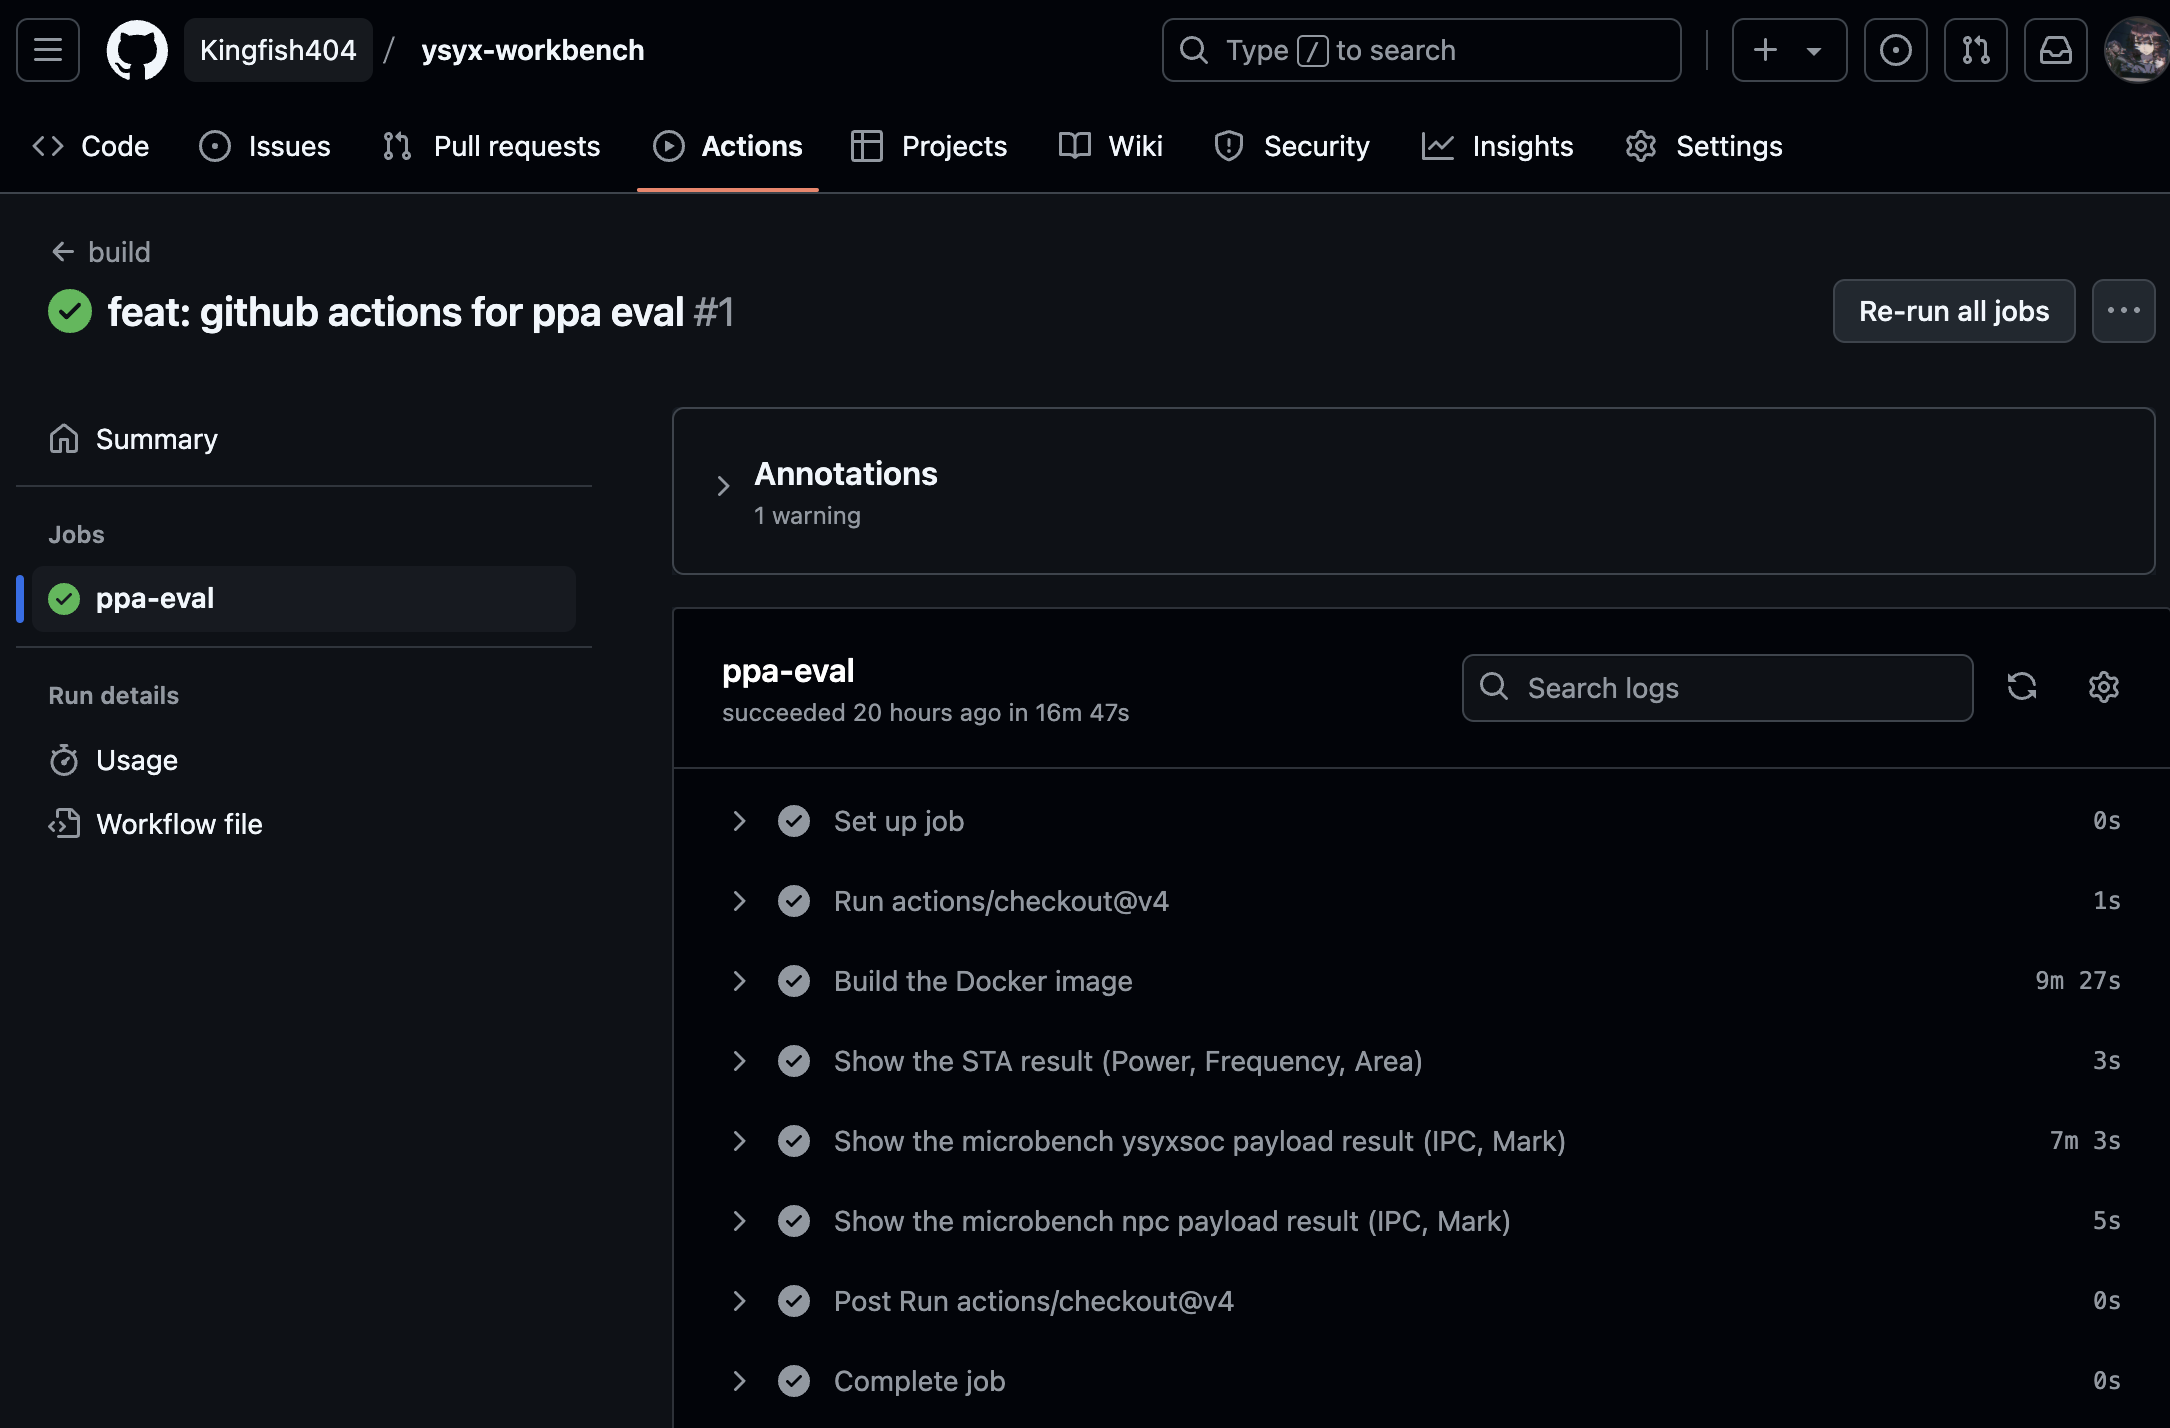 Kingfish404 / ysyx-workbench
Type / to search
Code Issues Pull requests Actions Projects Wiki Security Insights Settings
← build
feat: github actions for ppa eval #1
Re-run all jobs
Summary
Jobs
ppa-eval
Run details
Usage
Workflow file
Annotations
1 warning
ppa-eval
succeeded 20 hours ago in 16m 47s
Search logs
Set up job 0s
Run actions/checkout@v4 1s
Build the Docker image 9m 27s
Show the STA result (Power, Frequency, Area) 3s
Show the microbench ysyxsoc payload result (IPC, Mark) 7m 3s
Show the microbench npc payload result (IPC, Mark) 5s
Post Run actions/checkout@v4 0s
Complete job 0s